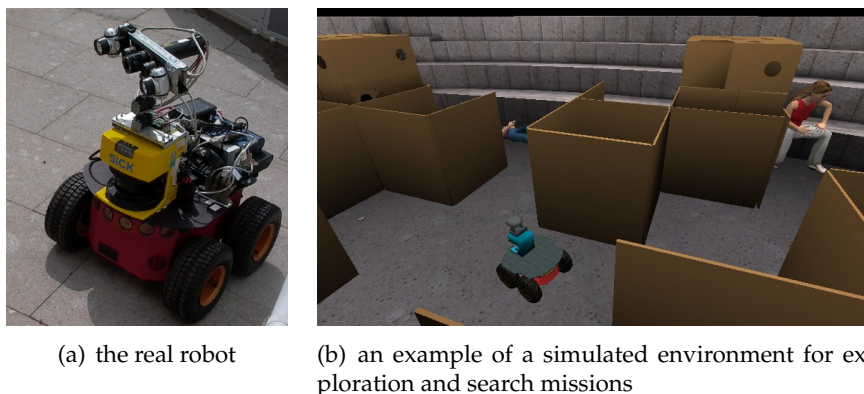 SICK
(a) the real robot
(b) an example of a simulated environment for ex-
ploration and search missions